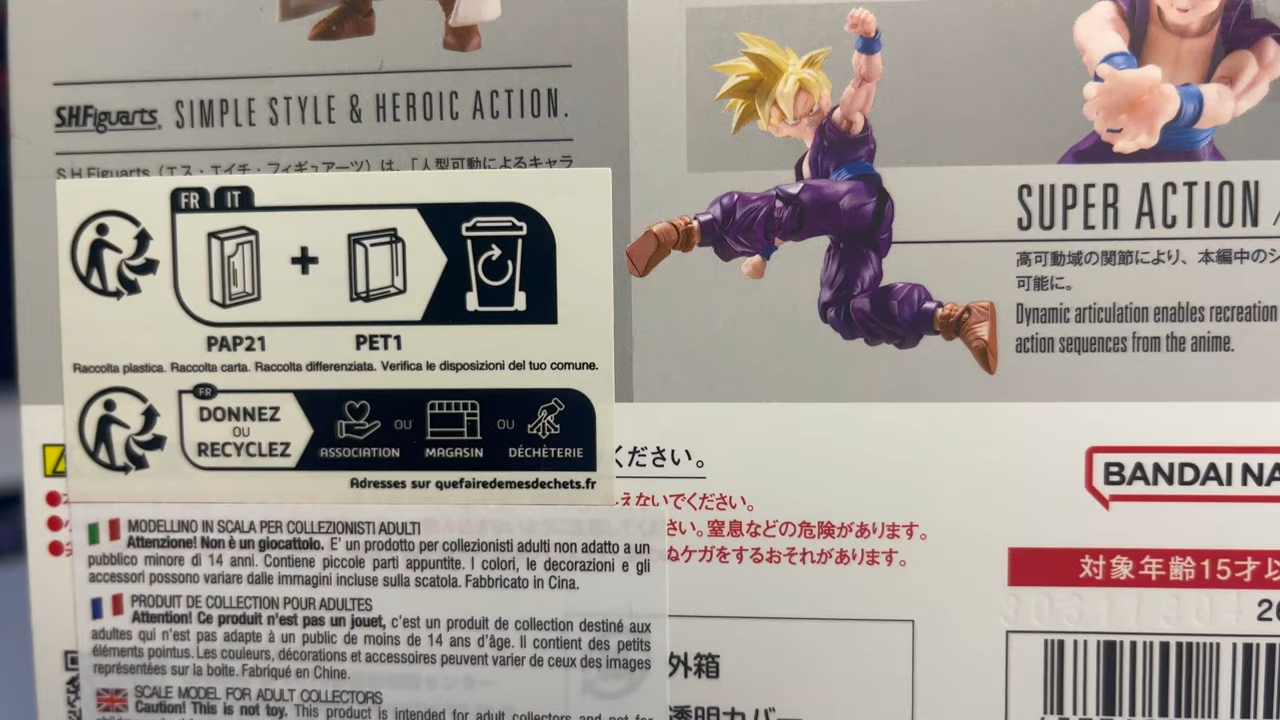 S.H.Figuarts. SIMPLE STYLE & HEROIC ACTION.
S.H.Figuarts（エス・エイチ・フィギュアーツ）は、「人型可動によるキャラ
FR IT
PAP21 PET1
Raccolta plastica. Raccolta carta. Raccolta differenziata. Verifica le disposizioni del tuo comune.
FR
DONNEZ
OU
RECYCLEZ
ASSOCIATION OU MAGASIN OU DÉCHÈTERIE
Adresses sur quefairedemesdechets.fr
MODELLINO IN SCALA PER COLLEZIONISTI ADULTI
Attenzione! Non è un giocattolo. E' un prodotto per collezionisti adulti non adatto a un
pubblico minore di 14 anni. Contiene piccole parti appuntite. I colori, le decorazioni e gli
accessori possono variare dalle immagini incluse sulla scatola. Fabbricato in Cina.
PRODUIT DE COLLECTION POUR ADULTES
Attention! Ce produit n'est pas un jouet, c'est un produit de collection destiné aux
adultes qui n'est pas adapte à un public de moins de 14 ans d'âge. Il contient des petits
éléments pointus. Les couleurs, décorations et accessoires peuvent varier de ceux des images
représentées sur la boite. Fabriqué en Chine.
SCALE MODEL FOR ADULT COLLECTORS
Caution! This is not toy. This product is intended for adult collectors and not for
SUPER ACTION
高可動域の関節により、本編中のシ
可能に。
Dynamic articulation enables recreation
action sequences from the anime.
ください。
えないでください。
さい。窒息などの危険があります。
ぬケガをするおそれがあります。
BANDAI NA
対象年齢15才以
20
外箱
透明カバー